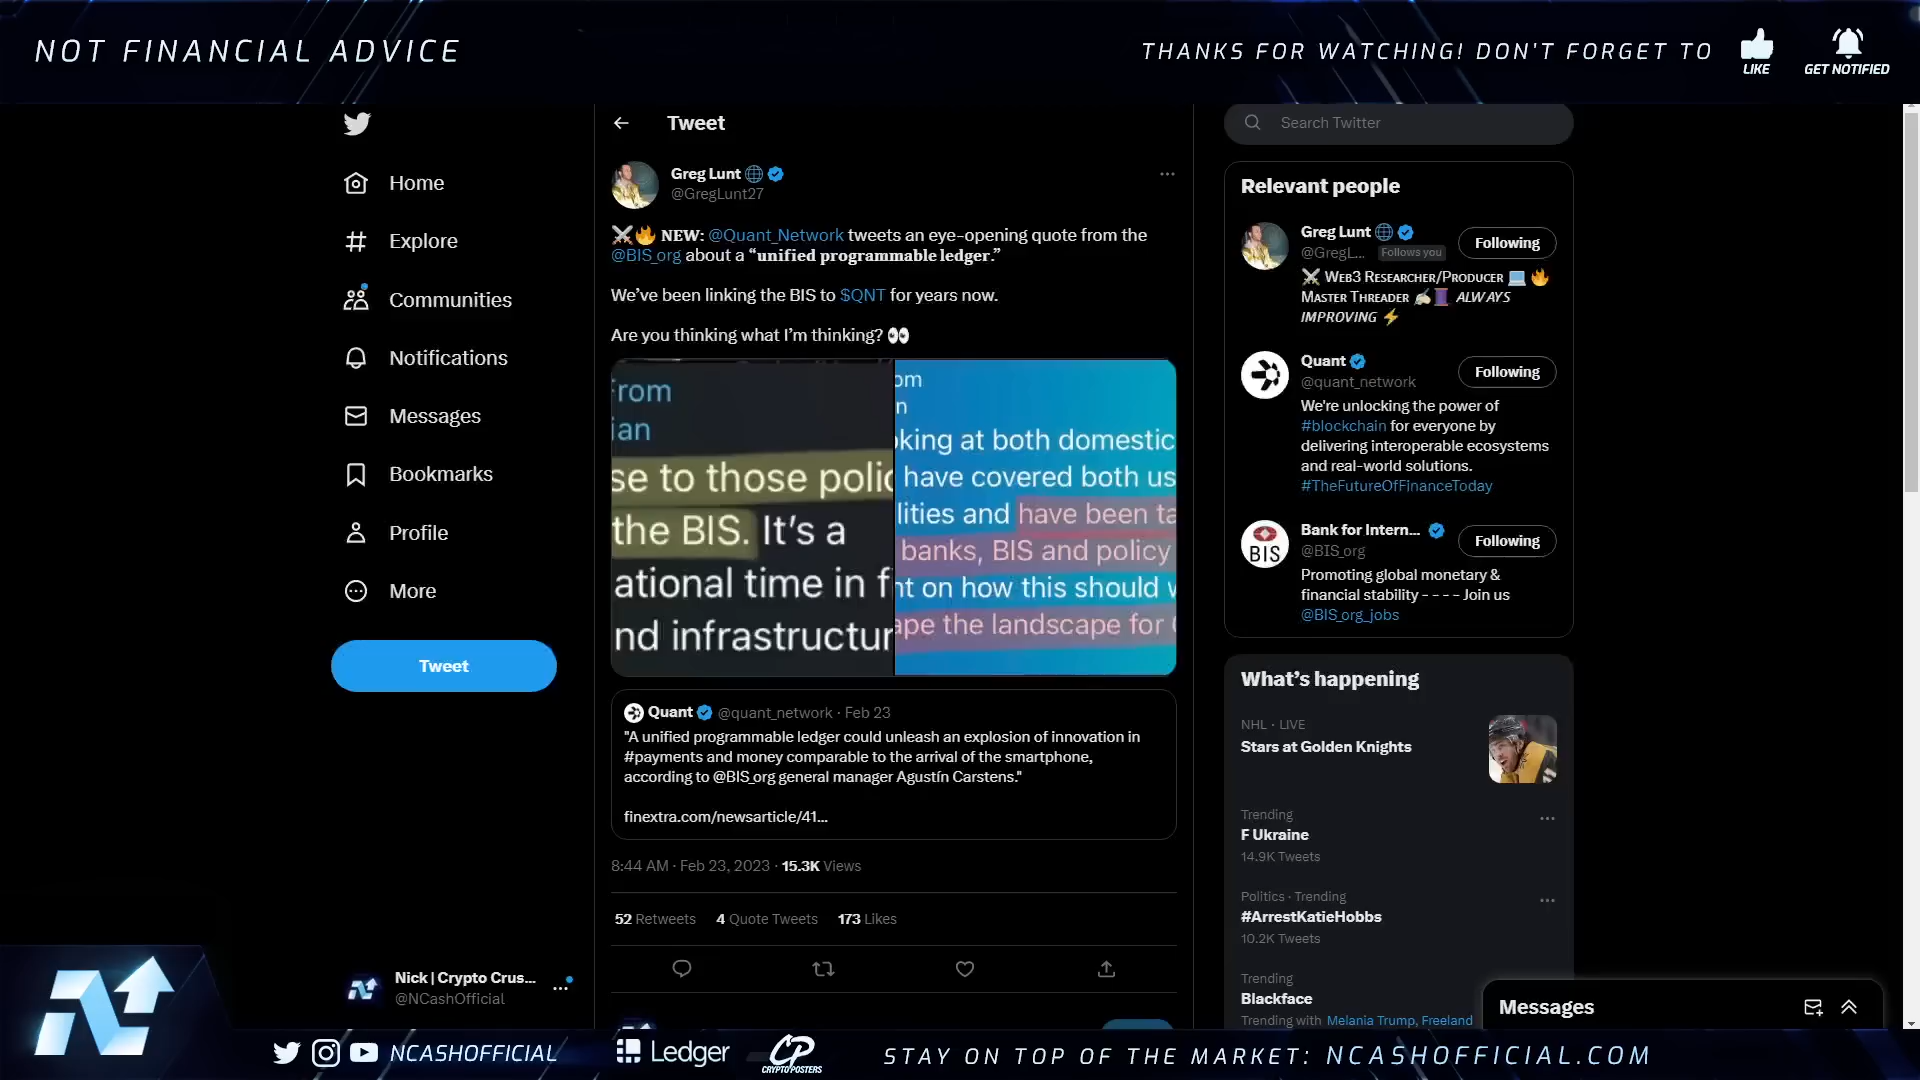 NOT FINANCIAL ADVICE
THANKS FOR WATCHING! DON'T FORGET TO
LIKE
GET NOTIFIED
Home
Explore
Communities
Notifications
Messages
Bookmarks
Profile
More
Tweet
Nick | Crypto Crus...
@NCashOfficial
Tweet
Greg Lunt
@GregLunt27
NEW: @Quant_Network tweets an eye-opening quote from the
@BIS_org about a “unified programmable ledger.”
We’ve been linking the BIS to $QNT for years now.
Are you thinking what I’m thinking?
From
ian
se to those polic
the BIS. It’s a
ational time in f
nd infrastructur
om
n
oking at both domestic
have covered both us
lities and have been ta
banks, BIS and policy
nt on how this should w
ape the landscape for
Quant @quant_network · Feb 23
"A unified programmable ledger could unleash an explosion of innovation in
#payments and money comparable to the arrival of the smartphone,
according to @BIS_org general manager Agustín Carstens."
finextra.com/newsarticle/41...
8:44 AM · Feb 23, 2023 · 15.3K Views
52 Retweets 4 Quote Tweets 173 Likes
Search Twitter
Relevant people
Greg Lunt
@GregL... Follows you
Following
WEB3 RESEARCHER/PRODUCER
MASTER THREADER ALWAYS
IMPROVING
Quant
@quant_network
Following
We're unlocking the power of
#blockchain for everyone by
delivering interoperable ecosystems
and real-world solutions.
#TheFutureOfFinanceToday
BIS
Bank for Intern...
@BIS_org
Following
Promoting global monetary &
financial stability - - - - Join us
@BIS_org_jobs
What’s happening
NHL · LIVE
Stars at Golden Knights
Trending
F Ukraine
14.9K Tweets
Politics · Trending
#ArrestKatieHobbs
10.2K Tweets
Trending
Blackface
Trending with Melania Trump, Freeland
Messages
NCASHOFFICIAL
Ledger
CP
CRYPTOPOSTERS
STAY ON TOP OF THE MARKET: NCASHOFFICIAL.COM